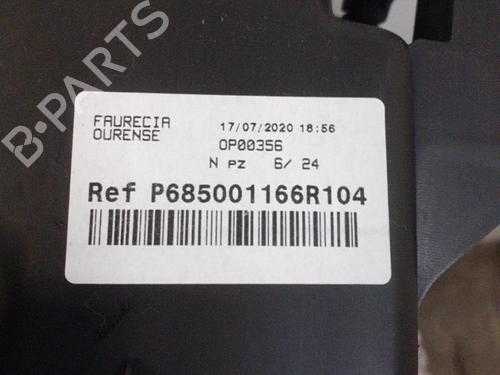 FAURECIA 17/07/2020 18:56
OURENSE OP00356
N pz 6/ 24
Ref P685001166R104
B-PARTS